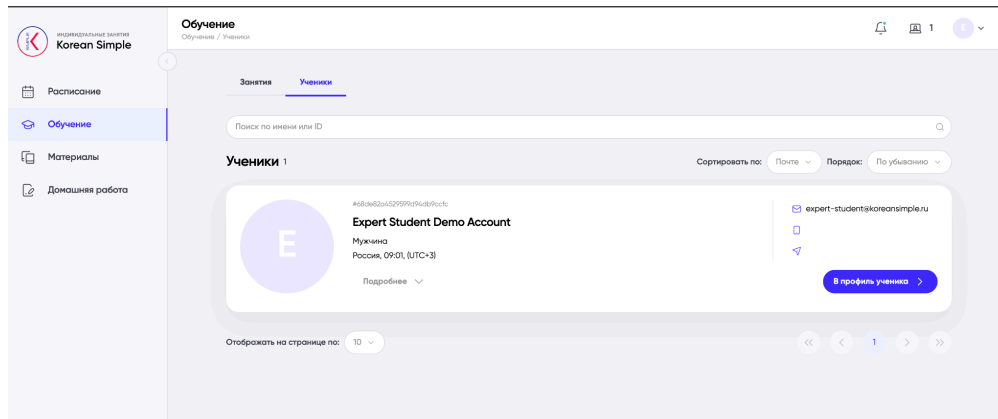 ИНДИВИДУАЛЬНЫЕ ЗАНЯТИЯ
Korean Simple
Расписание
Обучение
Материалы
Домашняя работа
Обучение
Обучение / Ученики
1
E
Занятия Ученики
Поиск по имени или ID
Ученики 1
Сортировать по: Почте Порядок: По убыванию
E
#68de82a4529599d94db9ccfc
Expert Student Demo Account
Мужчина
Россия, 09:01, (UTC+3)
Подробнее
expert-student@koreansimple.ru
В профиль ученика
Отображать на странице по: 10
1